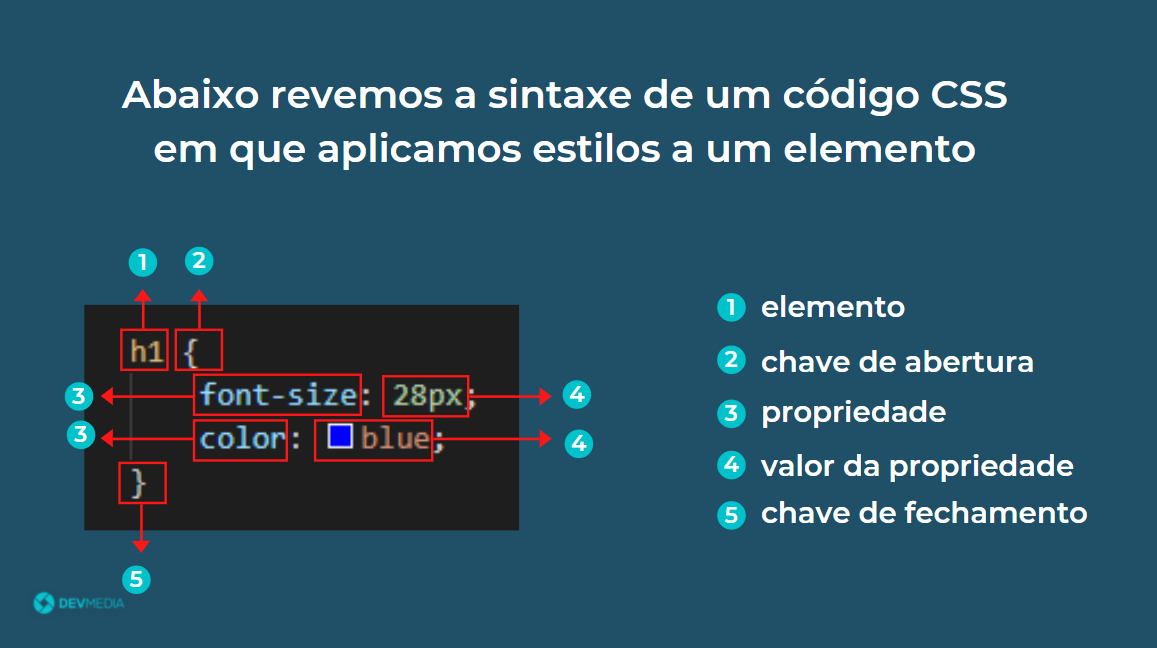 Abaixo revemos a sintaxe de um código CSS
em que aplicamos estilos a um elemento
1 2
h1 {
3 font-size: 28px; 4
3 color: blue; 4
}
5
1 elemento
2 chave de abertura
3 propriedade
4 valor da propriedade
5 chave de fechamento
DEVMEDIA